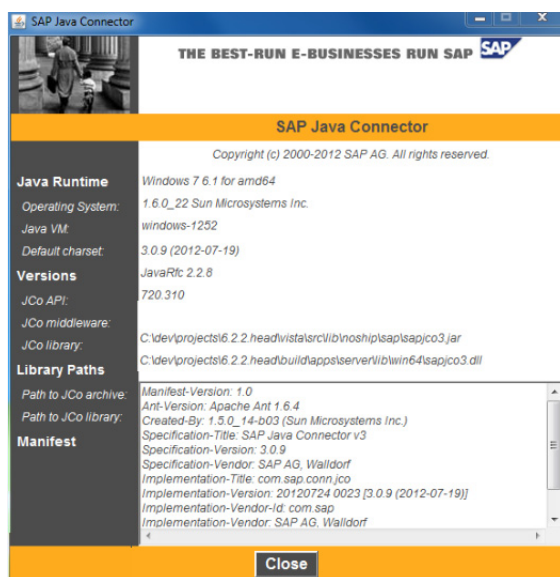 SAP Java Connector
THE BEST-RUN E-BUSINESSES RUN SAP SAP
SAP Java Connector
Copyright (c) 2000-2012 SAP AG. All rights reserved.
Java Runtime
Operating System:
Java VM:
Default charset:
Versions
JCo API:
JCo middleware:
JCo library:
Library Paths
Path to JCo archive:
Path to JCo library:
Manifest
Windows 7 6.1 for amd64
1.6.0_22 Sun Microsystems Inc.
windows-1252
3.0.9 (2012-07-19)
JavaRfc 2.2.8
720.310
C:\dev\projects\6.2.2.head\vista\src\lib\noship\sap\sapjco3.jar
C:\dev\projects\6.2.2.head\build\apps\server\lib\win64\sapjco3.dll
Manifest-Version: 1.0
Ant-Version: Apache Ant 1.6.4
Created-By: 1.5.0_14-b03 (Sun Microsystems Inc.)
Specification-Title: SAP Java Connector v3
Specification-Version: 3.0.9
Specification-Vendor: SAP AG, Walldorf
Implementation-Title: com.sap.conn.jco
Implementation-Version: 20120724 0023 [3.0.9 (2012-07-19)]
Implementation-Vendor-Id: com.sap
Implementation-Vendor: SAP AG, Walldorf
Close